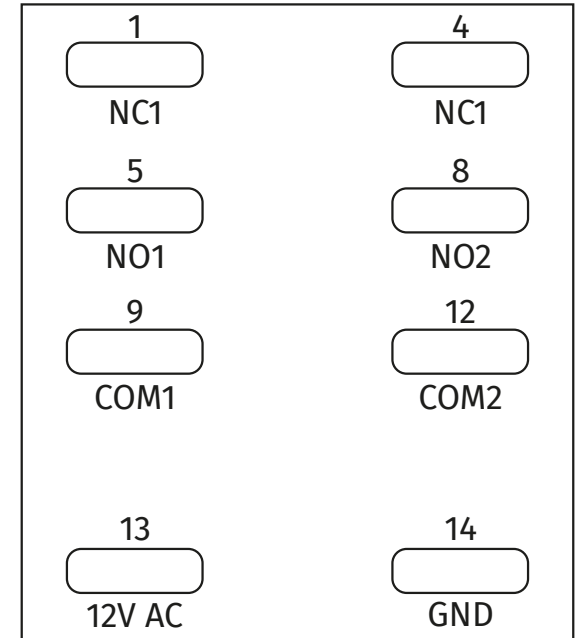 1 4
NC1 NC1
5 8
NO1 NO2
9 12
COM1 COM2
13 14
12V AC GND